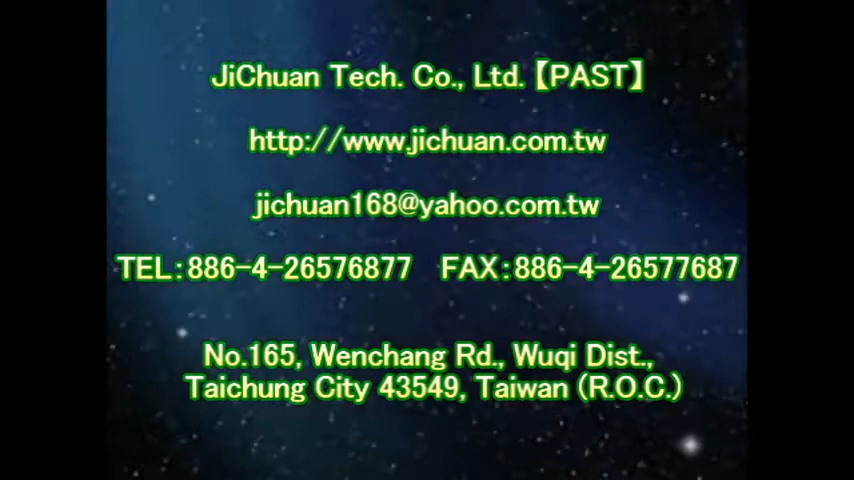 JiChuan Tech. Co., Ltd.【PAST】
http://www.jichuan.com.tw
jichuan168@yahoo.com.tw
TEL:886-4-26576877 FAX:886-4-26577687
No.165, Wenchang Rd., Wuqi Dist.,
Taichung City 43549, Taiwan (R.O.C.)